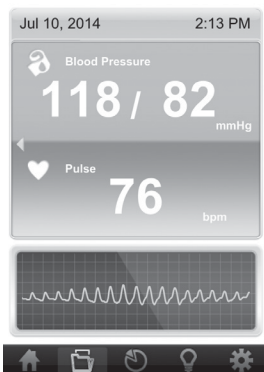 Jul 10, 2014 2:13 PM
Blood Pressure
118 / 82
mmHg
Pulse
76
bpm